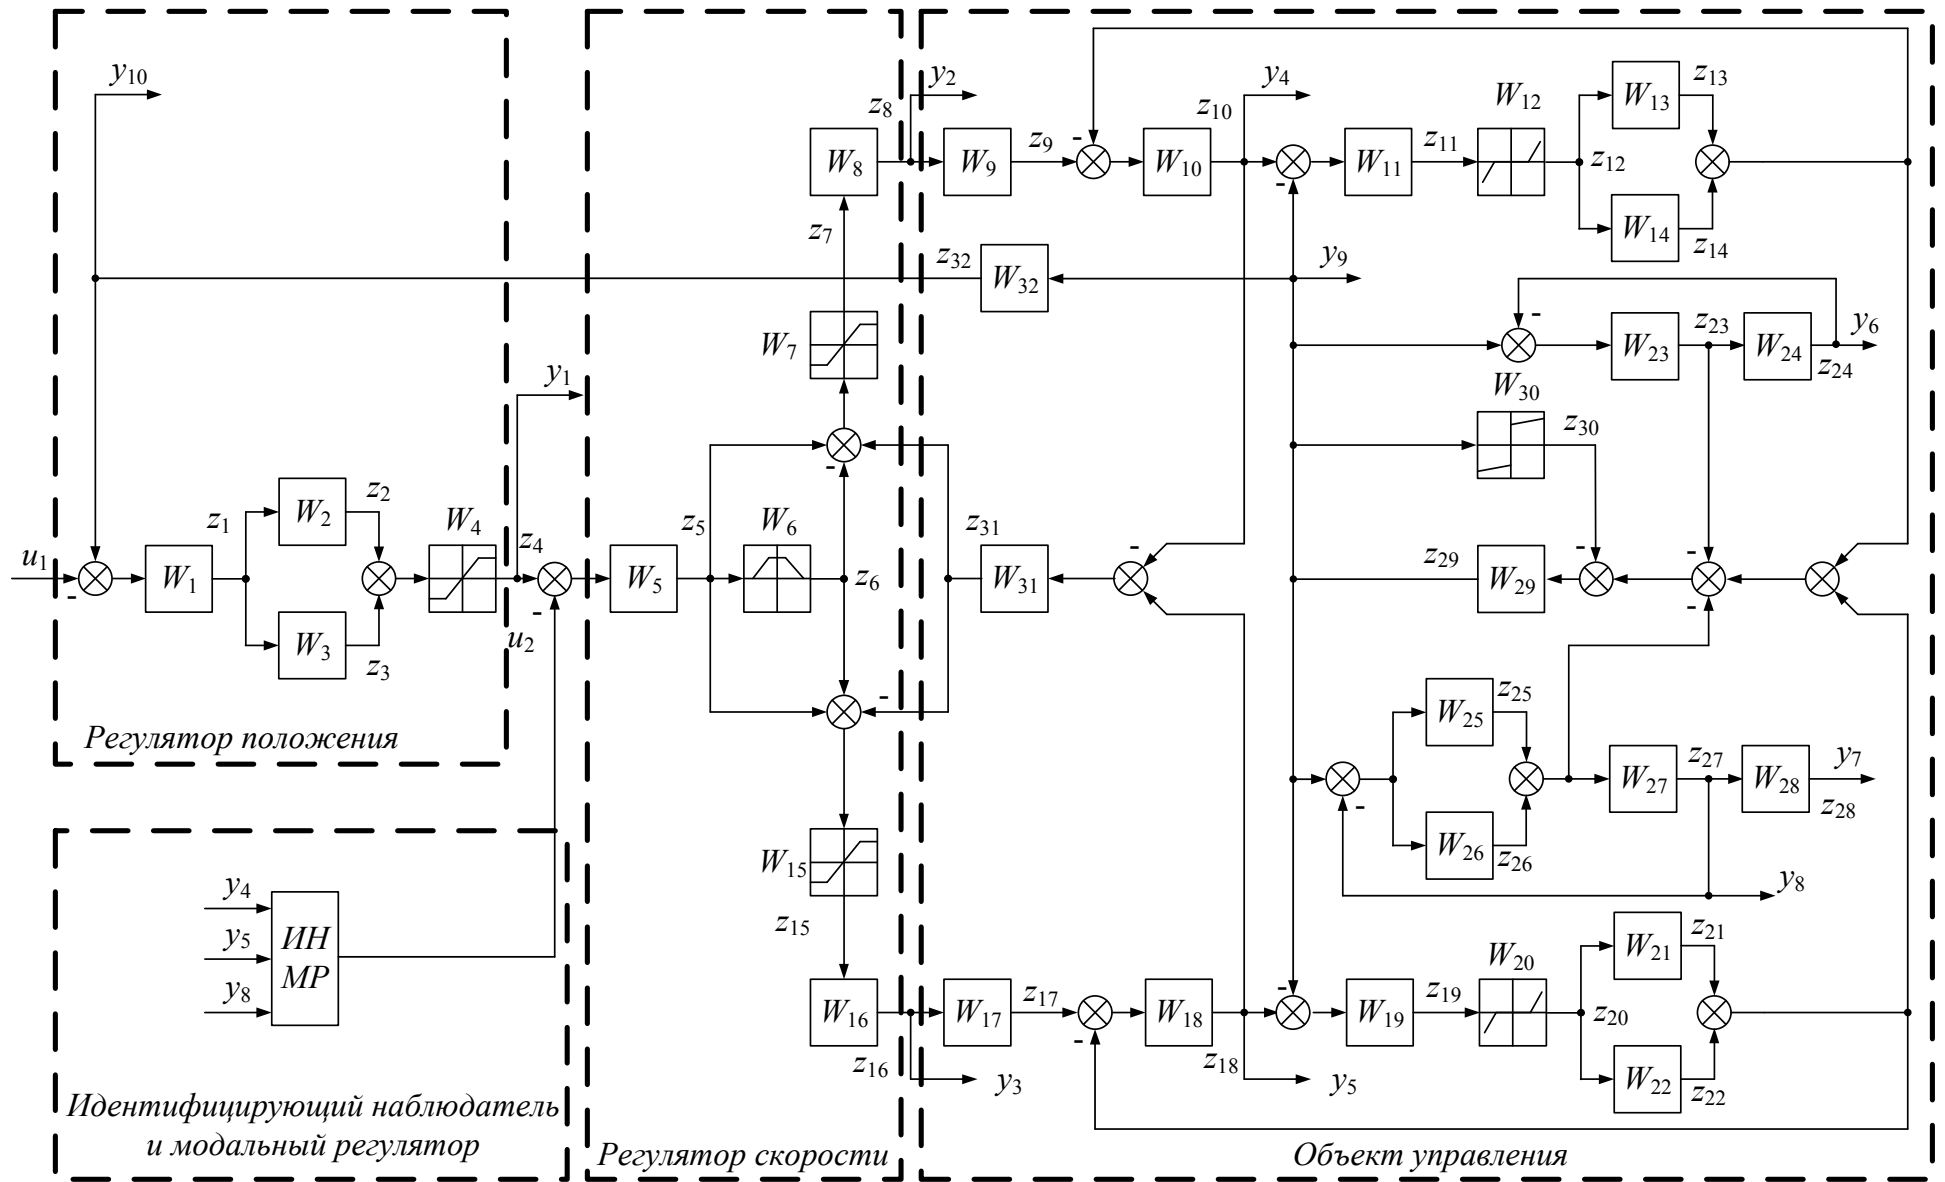 y10
y2
y4
W12
W13
z13
z8
W8
W9
z9
-
W10
z10
-
W11
z11
z12
W14
z14
z7
z32
W32
y9
W7
-
W23
z23
W24
y6
z24
y1
W30
z30
-
u1
-
W1
z1
W2
z2
W3
z3
W4
z4
-
u2
W5
z5
W6
z6
z31
W31
-
z29
W29
-
-
-
Регулятор положения
-
W25
z25
W26
z26
-
W27
z27
W28
y7
z28
y8
W15
z15
y4
y5
y8
ИН
МР
W16
z16
W17
z17
-
W18
z18
-
W19
z19
W20
z20
W21
z21
W22
z22
y3
y5
Идентифицирующий наблюдатель
и модальный регулятор
Регулятор скорости
Объект управления